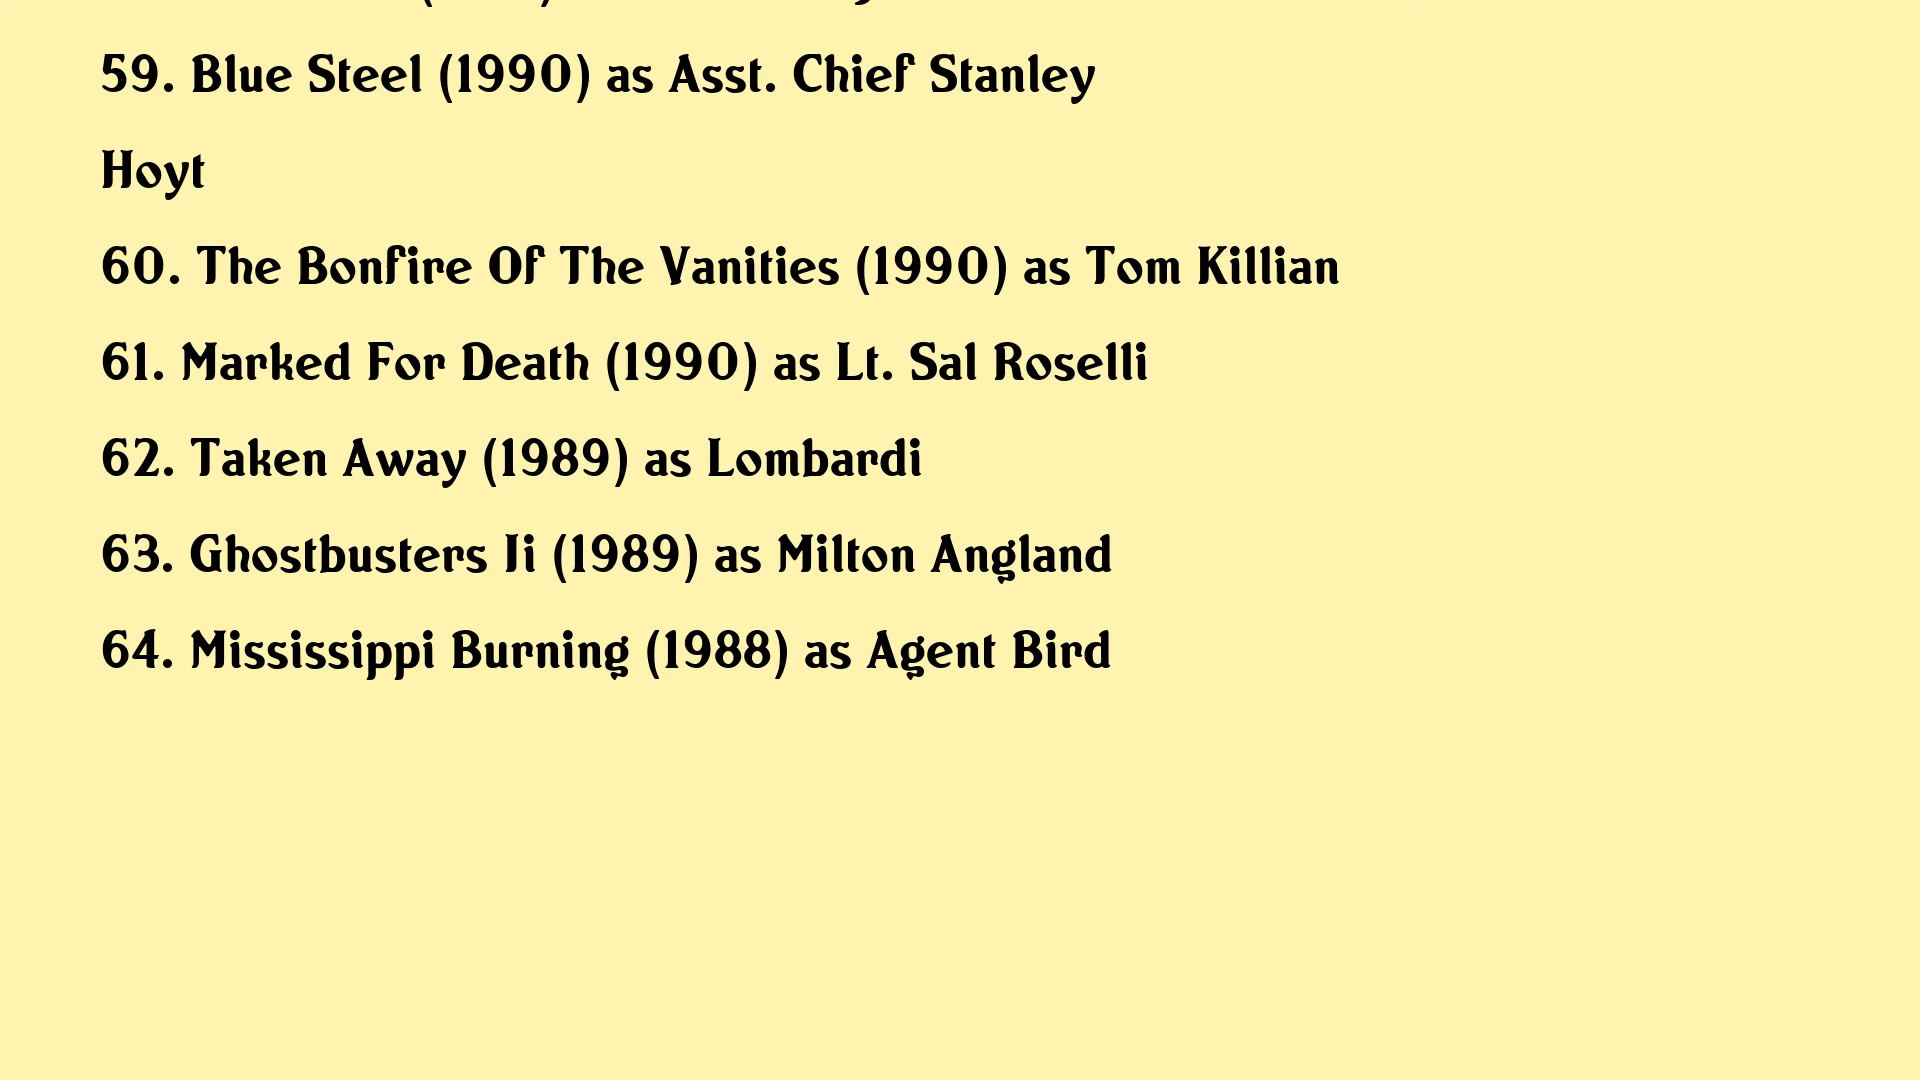 59. Blue Steel (1990) as Asst. Chief Stanley
Hoyt
60. The Bonfire Of The Vanities (1990) as Tom Killian
61. Marked For Death (1990) as Lt. Sal Roselli
62. Taken Away (1989) as Lombardi
63. Ghostbusters Ii (1989) as Milton Angland
64. Mississippi Burning (1988) as Agent Bird